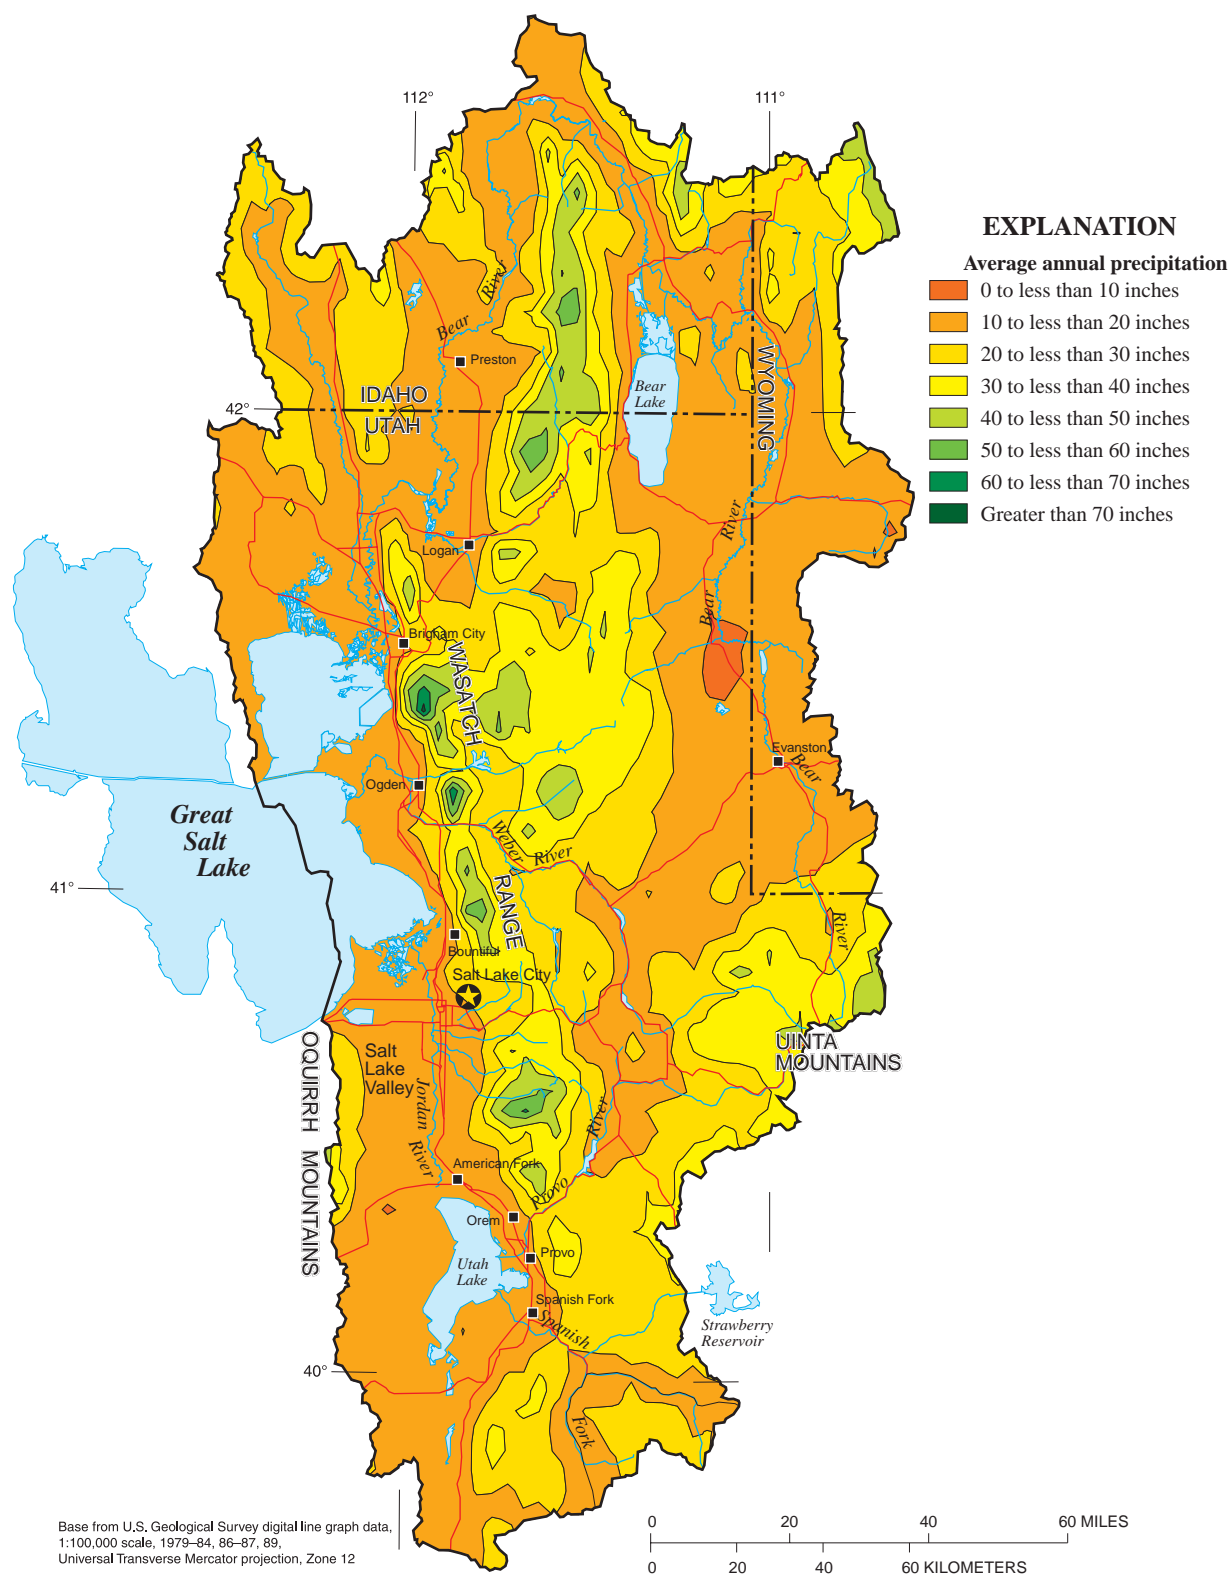 112°
111°
EXPLANATION
Average annual precipitation
0 to less than 10 inches
10 to less than 20 inches
20 to less than 30 inches
30 to less than 40 inches
40 to less than 50 inches
50 to less than 60 inches
60 to less than 70 inches
Greater than 70 inches
River
Bear
Preston
WYOMING
IDAHO
Bear
Lake
42°
UTAH
River
Logan
Bear
Brigham City
WASATCH
Evanston
Bear
Ogden
Great
Salt
Lake
Weber
River
41°
RANGE
River
Bountiful
Salt Lake City
OQUIRRH MOUNTAINS
Salt
Lake
Valley
UINTA
MOUNTAINS
Jordan
River
River
American Fork
Provo
Orem
Provo
Utah
Lake
Spanish Fork
Spanish
Strawberry
Reservoir
40°
Fork
Base from U.S. Geological Survey digital line graph data,
1:100,000 scale, 1979–84, 86–87, 89,
Universal Transverse Mercator projection, Zone 12
0 20 40 60 MILES
0 20 40 60 KILOMETERS